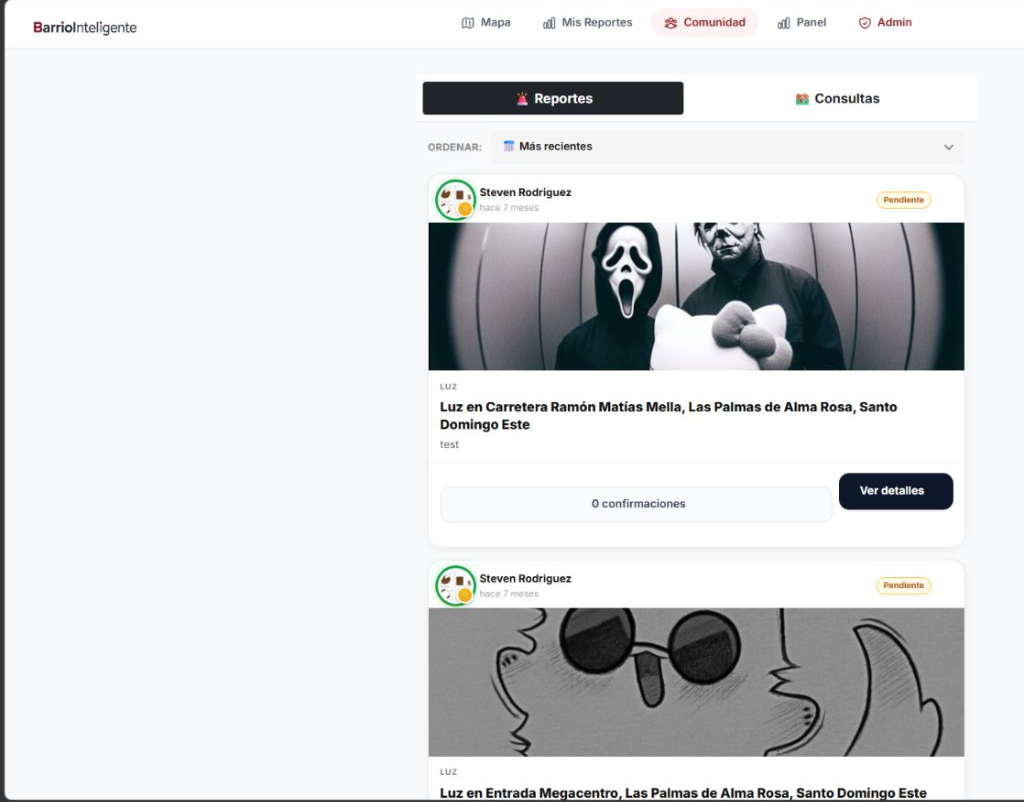 BarrioInteligente
Mapa
Mis Reportes
Comunidad
Panel
Admin
Reportes
Consultas
ORDENAR:
Más recientes
Steven Rodriguez
hace 7 meses
Pendiente
LUZ
Luz en Carretera Ramón Matías Mella, Las Palmas de Alma Rosa, Santo
Domingo Este
test
0 confirmaciones
Ver detalles
Steven Rodriguez
hace 7 meses
Pendiente
LUZ
Luz en Entrada Megacentro, Las Palmas de Alma Rosa, Santo Domingo Este